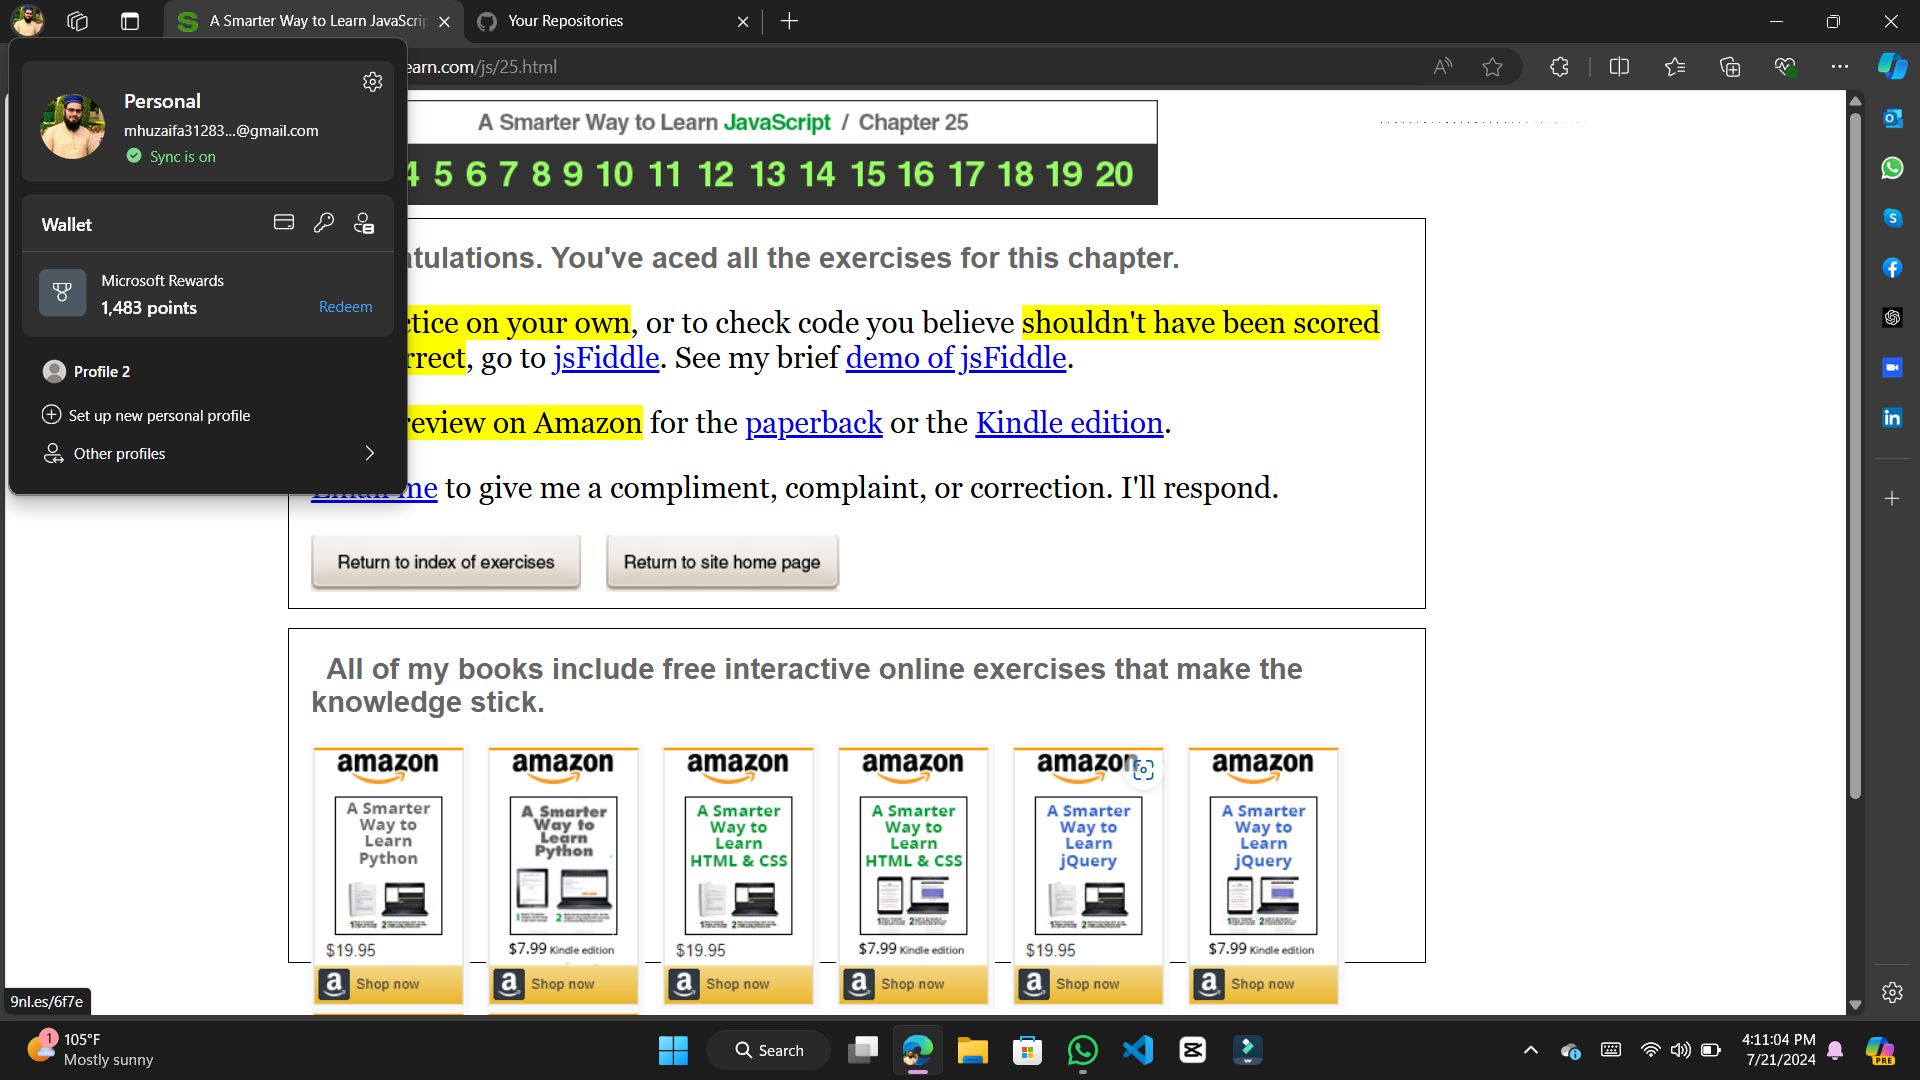 A Smarter Way to Learn JavaScrip
Your Repositories
earn.com/js/25.html
Personal
mhuzaifa31283...@gmail.com
Sync is on
Wallet
Microsoft Rewards
1,483 points
Redeem
Profile 2
Set up new personal profile
Other profiles
A Smarter Way to Learn JavaScript / Chapter 25
4 5 6 7 8 9 10 11 12 13 14 15 16 17 18 19 20
atulations. You've aced all the exercises for this chapter.
ctice on your own, or to check code you believe shouldn't have been scored
rrect, go to jsFiddle. See my brief demo of jsFiddle.
review on Amazon for the paperback or the Kindle edition.
Email me to give me a compliment, complaint, or correction. I'll respond.
Return to index of exercises
Return to site home page
All of my books include free interactive online exercises that make the
knowledge stick.
amazon
A Smarter
Way to
Learn
Python
$19.95
Shop now
amazon
A Smarter
Way to
Learn
Python
$7.99 Kindle edition
Shop now
amazon
A Smarter
Way to
Learn
HTML & CSS
$19.95
Shop now
amazon
A Smarter
Way to
Learn
HTML & CSS
$7.99 Kindle edition
Shop now
amazon
A Smarter
Way to
Learn
jQuery
$19.95
Shop now
amazon
A Smarter
Way to
Learn
jQuery
$7.99 Kindle edition
Shop now
9nl.es/6f7e
1
105°F
Mostly sunny
Search
4:11:04 PM
7/21/2024
PRE